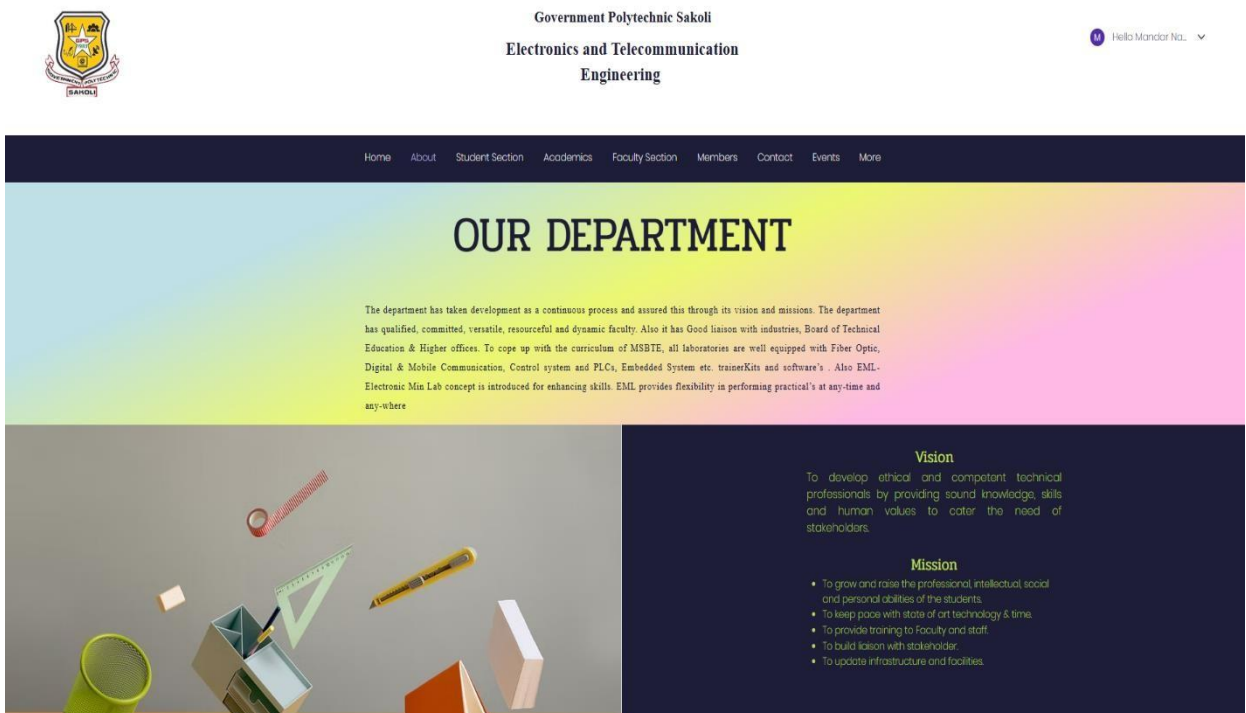 Government Polytechnic Sakoli
Electronics and Telecommunication
Engineering
M Hello Mandar Na...
SAKOLI
Home About Student Section Academics Faculty Section Members Contact Events More
OUR DEPARTMENT
The department has taken development as a continuous process and assured this through its vision and missions. The department
has qualified, committed, versatile, resourceful and dynamic faculty. Also it has Good liaison with industries, Board of Technical
Education & Higher offices. To cope up with the curriculum of MSBTE, all laboratories are well equipped with Fiber Optic,
Digital & Mobile Communication, Control system and PLCs, Embedded System etc. trainerKits and software's . Also EML-
Electronic Min Lab concept is introduced for enhancing skills. EML provides flexibility in performing practical's at any-time and
any-where
Vision
To develop ethical and competent technical
professionals by providing sound knowledge, skills
and human values to cater the need of
stakeholders.
Mission
• To grow and raise the professional, intellectual, social
and personal abilities of the students.
• To keep pace with state of art technology & time.
• To provide training to Faculty and staff.
• To build liaison with stakeholder.
• To update infrastructure and facilities.